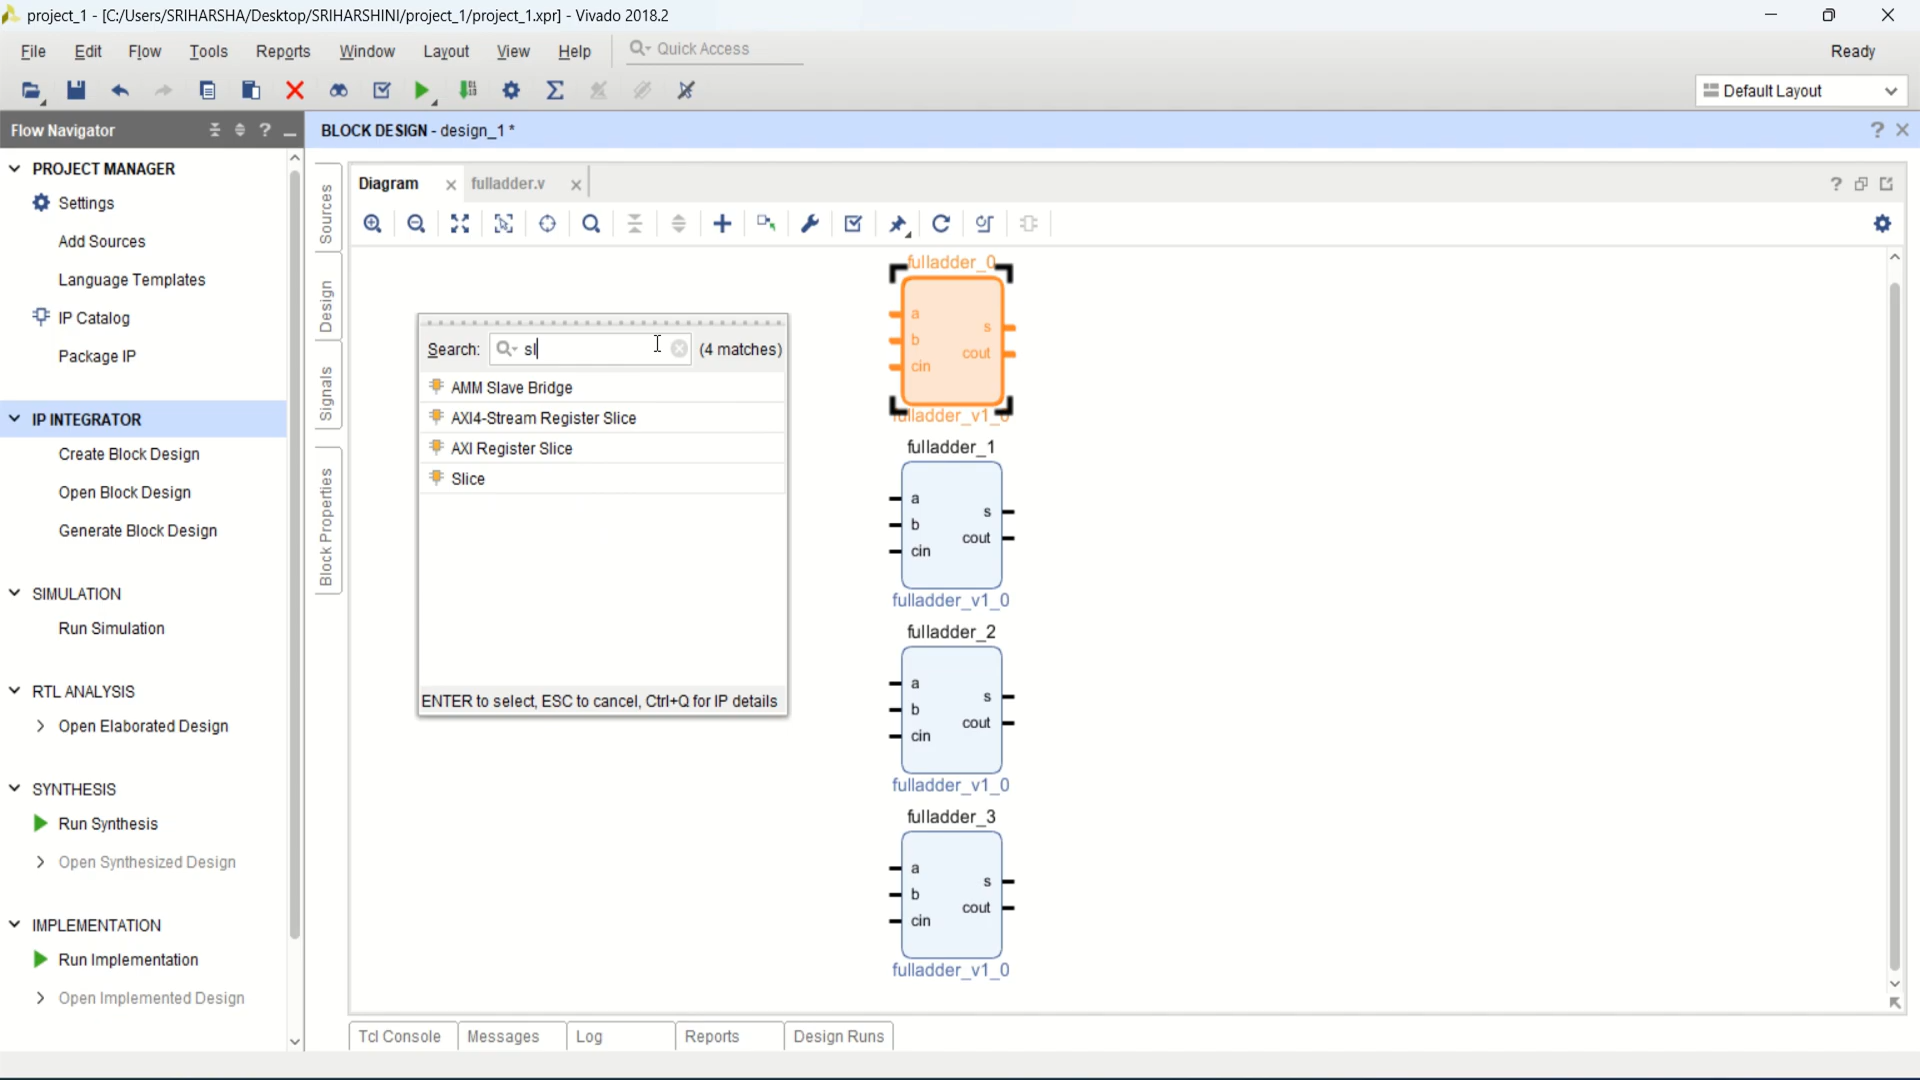 project_1 - [C:/Users/SRIHARSHA/Desktop/SRIHARSHINI/project_1/project_1.xpr] - Vivado 2018.2
File Edit Flow Tools Reports Window Layout View Help Quick Access Ready
Default Layout
Flow Navigator
BLOCK DESIGN - design_1 *
PROJECT MANAGER
Settings
Add Sources
Language Templates
IP Catalog
Package IP
IP INTEGRATOR
Create Block Design
Open Block Design
Generate Block Design
SIMULATION
Run Simulation
RTL ANALYSIS
Open Elaborated Design
SYNTHESIS
Run Synthesis
Open Synthesized Design
IMPLEMENTATION
Run Implementation
Open Implemented Design
Sources
Design
Signals
Block Properties
Diagram
fulladder.v
Search: sl (4 matches)
AMM Slave Bridge
AXI4-Stream Register Slice
AXI Register Slice
Slice
ENTER to select, ESC to cancel, Ctrl+Q for IP details
fulladder_0
a
s
b
cout
cin
fulladder_v1_0
fulladder_1
a
s
b
cout
cin
fulladder_v1_0
fulladder_2
a
s
b
cout
cin
fulladder_v1_0
fulladder_3
a
s
b
cout
cin
fulladder_v1_0
Tcl Console Messages Log Reports Design Runs